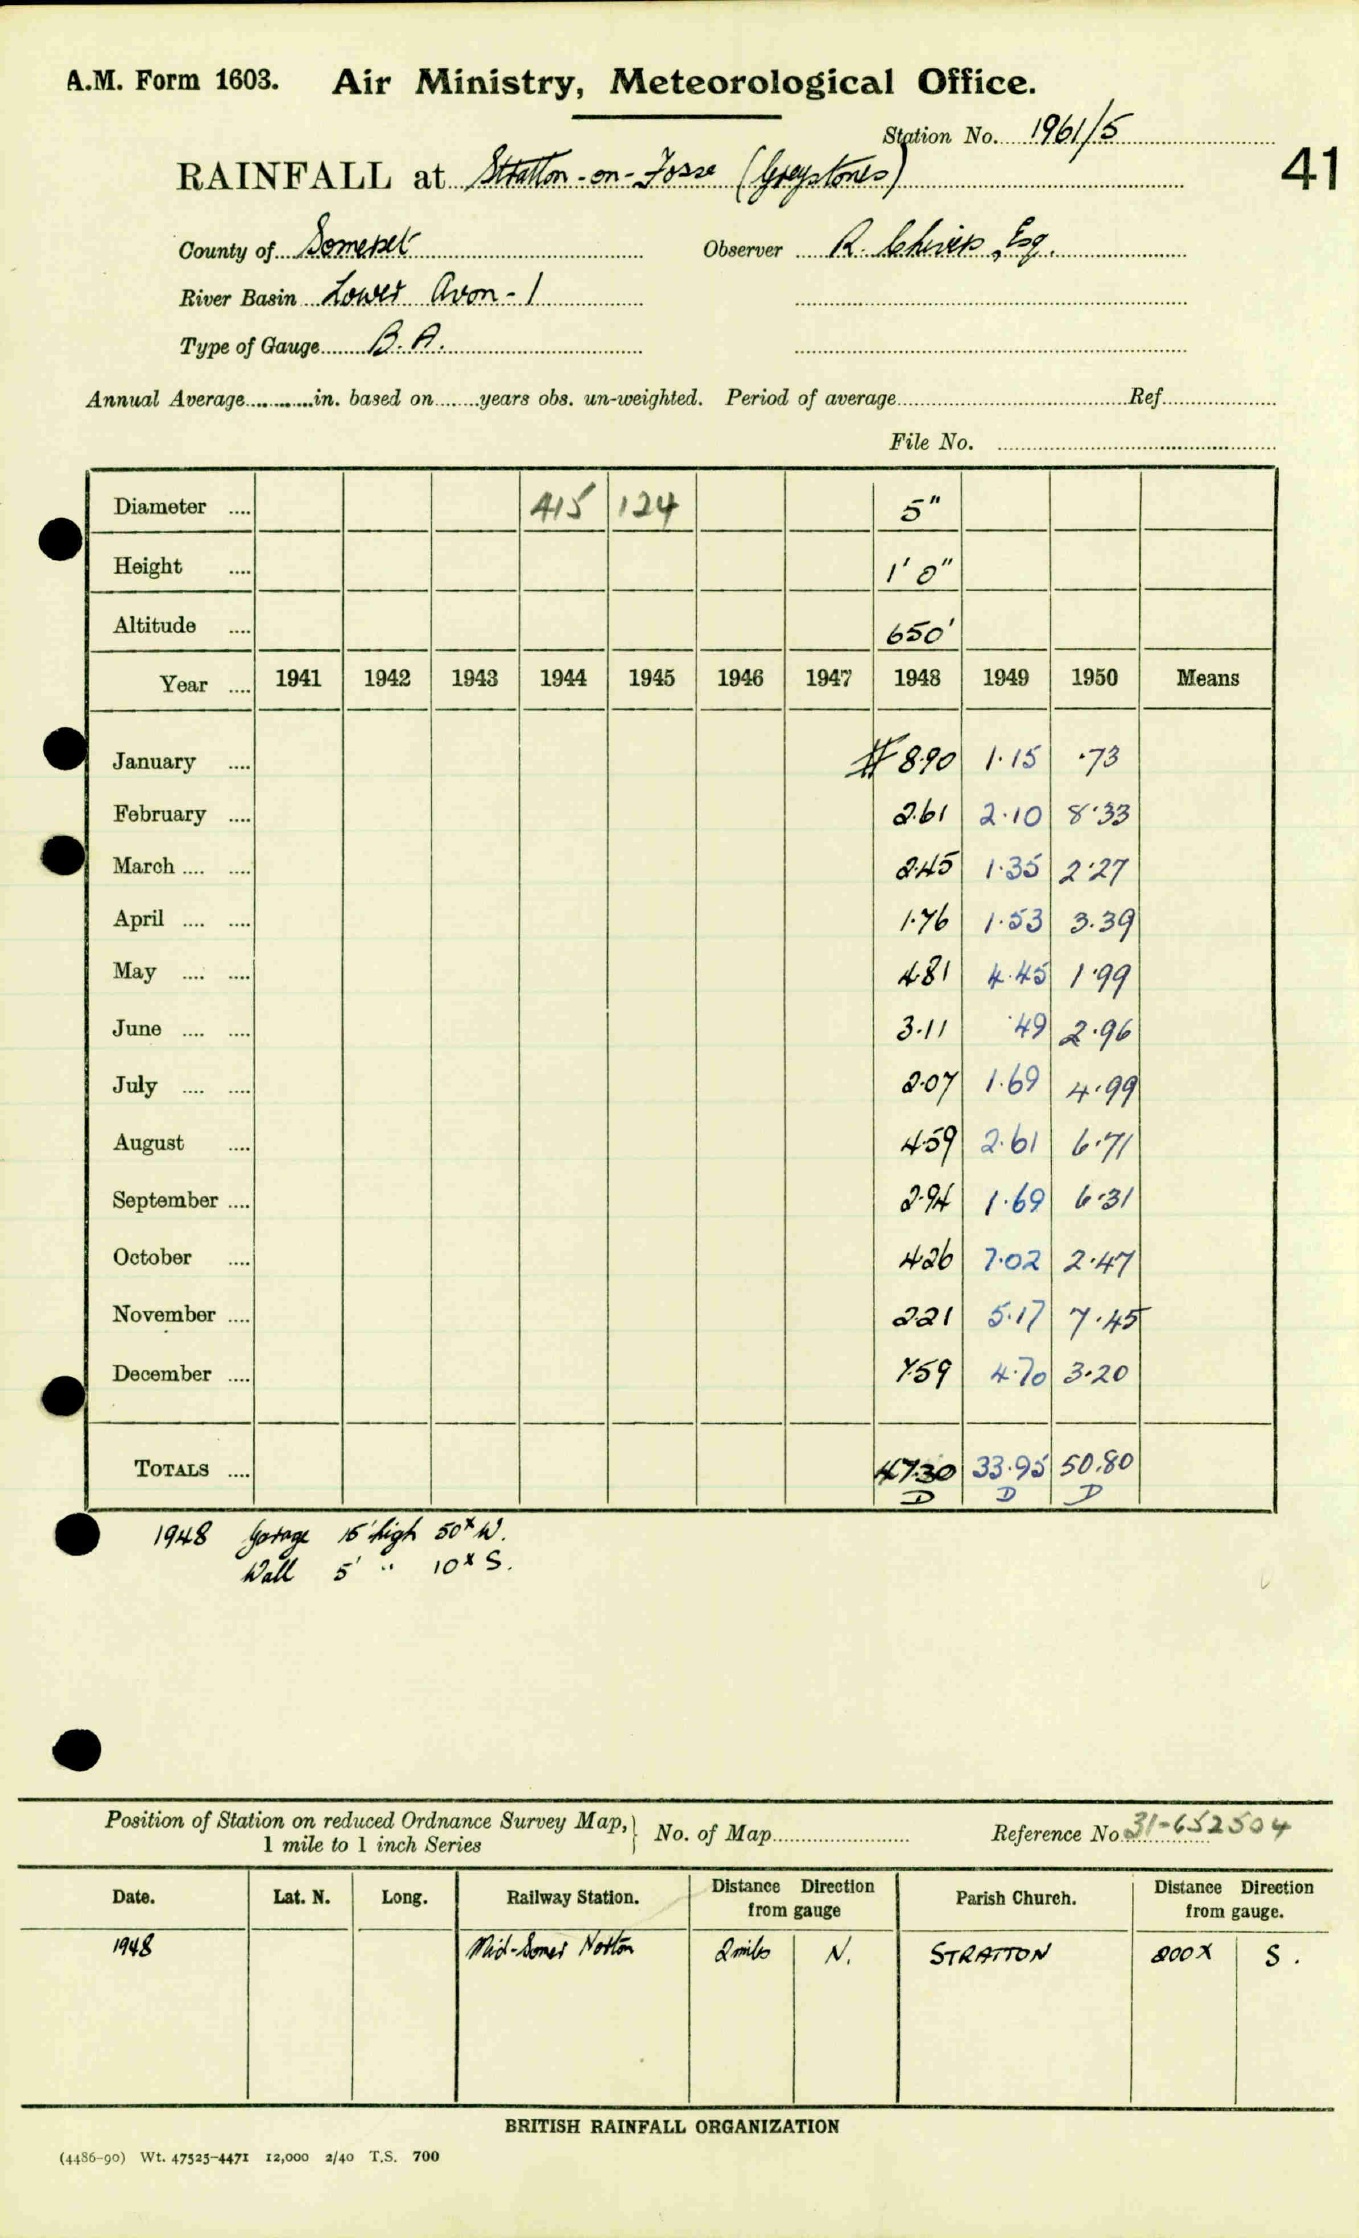 A.M. Form 1603. Air Ministry, Meteorological Office.
Station No. 1961/5
41
RAINFALL at Stratton-on-Fosse (Greystones)
County of Somerset Observer R. Chivers, Esq.
River Basin Lower Avon-1
Type of Gauge B.A.
Annual Average in. based on years obs. un-weighted. Period of average Ref.
File No.
Diameter 415 124 5"
Height 1' 0"
Altitude 650'
Year 1941 1942 1943 1944 1945 1946 1947 1948 1949 1950 Means
January # 8.90 1.15 .73
February 2.61 2.10 8.33
March 2.45 1.35 2.27
April 1.76 1.53 3.39
May 4.81 4.45 1.99
June 3.11 .49 2.96
July 2.07 1.69 4.99
August 4.59 2.61 6.71
September 2.94 1.69 6.31
October 4.26 7.02 2.47
November 2.21 5.17 7.45
December 7.59 4.70 3.20
TOTALS 47.30 33.95 50.80
D D D
1948 Garage 15' high 50x W.
Wall 5' " 10x S.
Position of Station on reduced Ordnance Survey Map,
1 mile to 1 inch Series } No. of Map Reference No 31-652504
Date. Lat. N. Long. Railway Station. Distance Direction from gauge Parish Church. Distance Direction from gauge.
1948 Mid-Somer Norton 2 miles N. STRATTON 200x S.
BRITISH RAINFALL ORGANIZATION
(4486-90) Wt. 47525-4471 12,000 2/40 T.S. 700